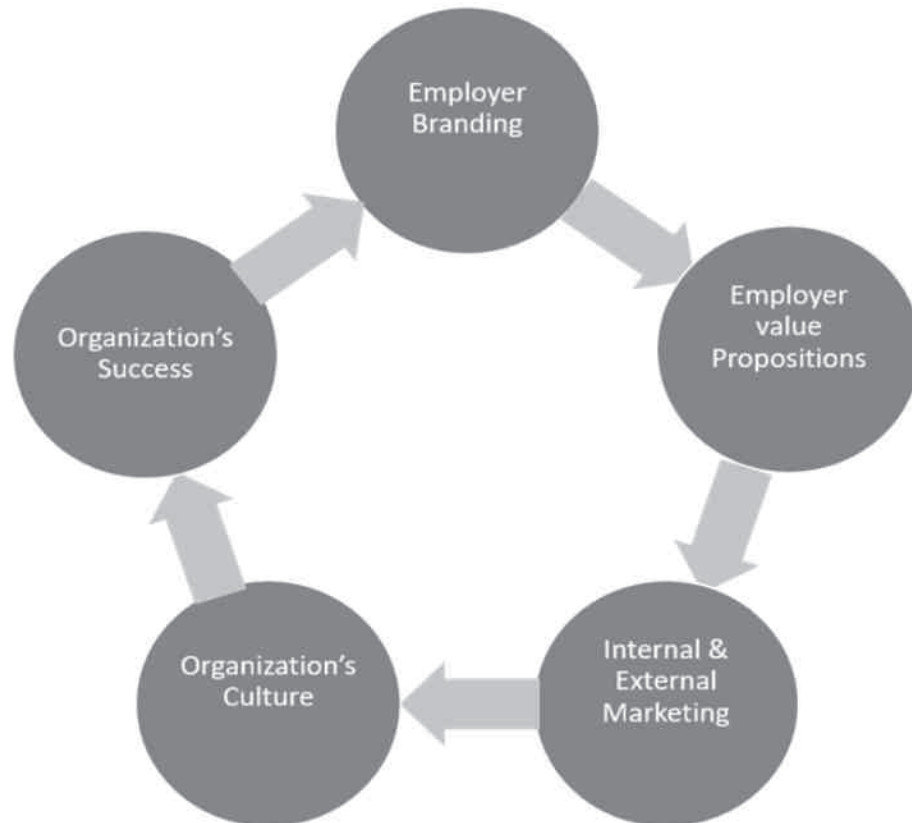 Employer
Branding
Employer
value
Propositions
Internal &
External
Marketing
Organization's
Culture
Organization's
Success